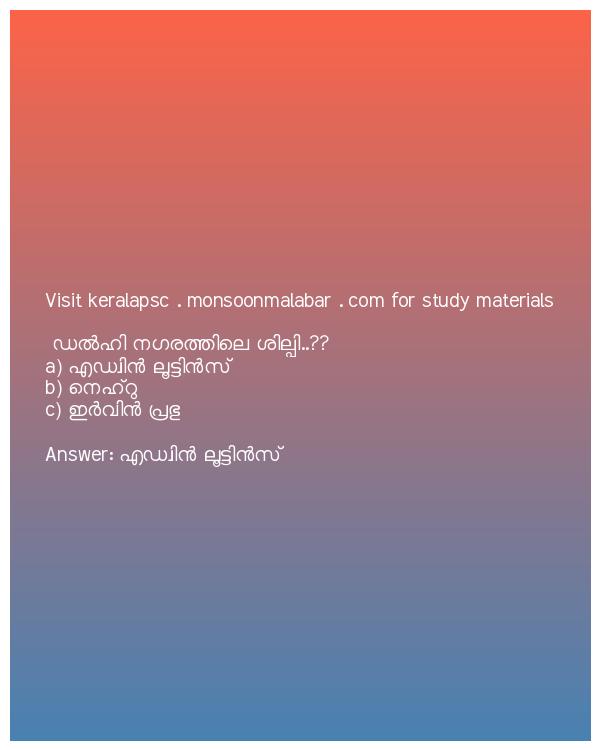 Visit keralapsc . monsoonmalabar . com for study materials
ഡൽഹി നഗരത്തിലെ ശില്പി..??
a) എഡ്വിൻ ലൂട്ടിൻസ്
b) നെഹ്റു
c) ഇർവിൻ പ്രഭു
Answer: എഡ്വിൻ ലൂട്ടിൻസ്